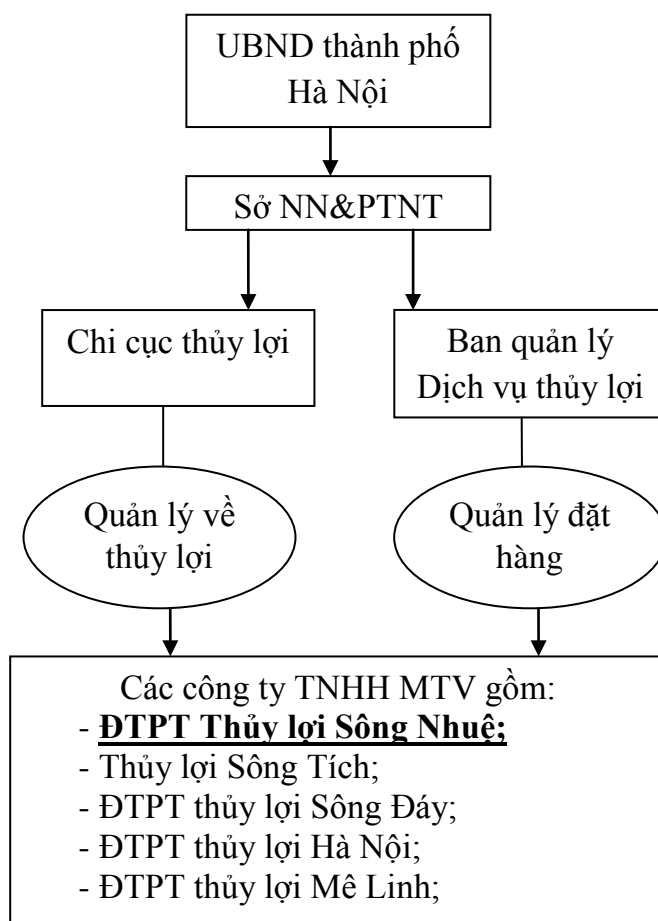 UBND thành phố
Hà Nội
Sở NN&PTNT
Chi cục thủy lợi
Ban quản lý
Dịch vụ thủy lợi
Quản lý về
thủy lợi
Quản lý đặt
hàng
Các công ty TNHH MTV gồm:
- ĐTPT Thủy lợi Sông Nhuệ;
- Thủy lợi Sông Tích;
- ĐTPT thủy lợi Sông Đáy;
- ĐTPT thủy lợi Hà Nội;
- ĐTPT thủy lợi Mê Linh;